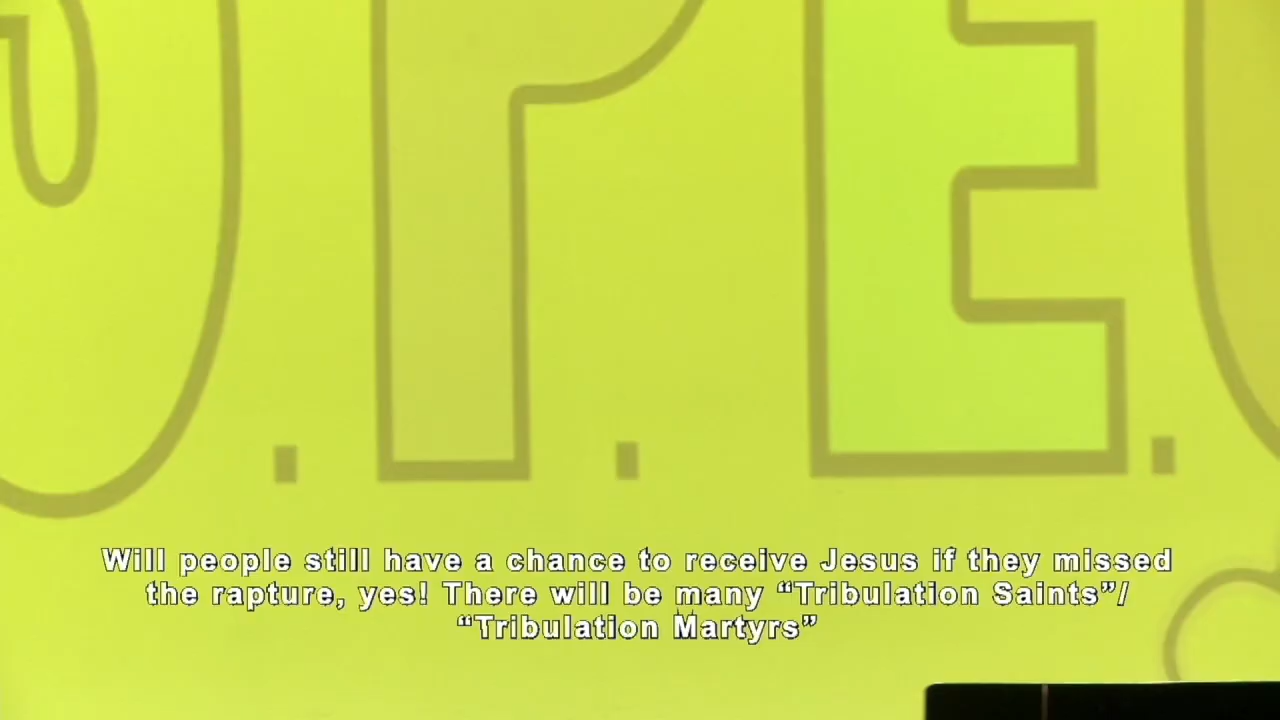 .P.E.
Will people still have a chance to receive Jesus if they missed
the rapture, yes! There will be many “Tribulation Saints”/
“Tribulation Martyrs”